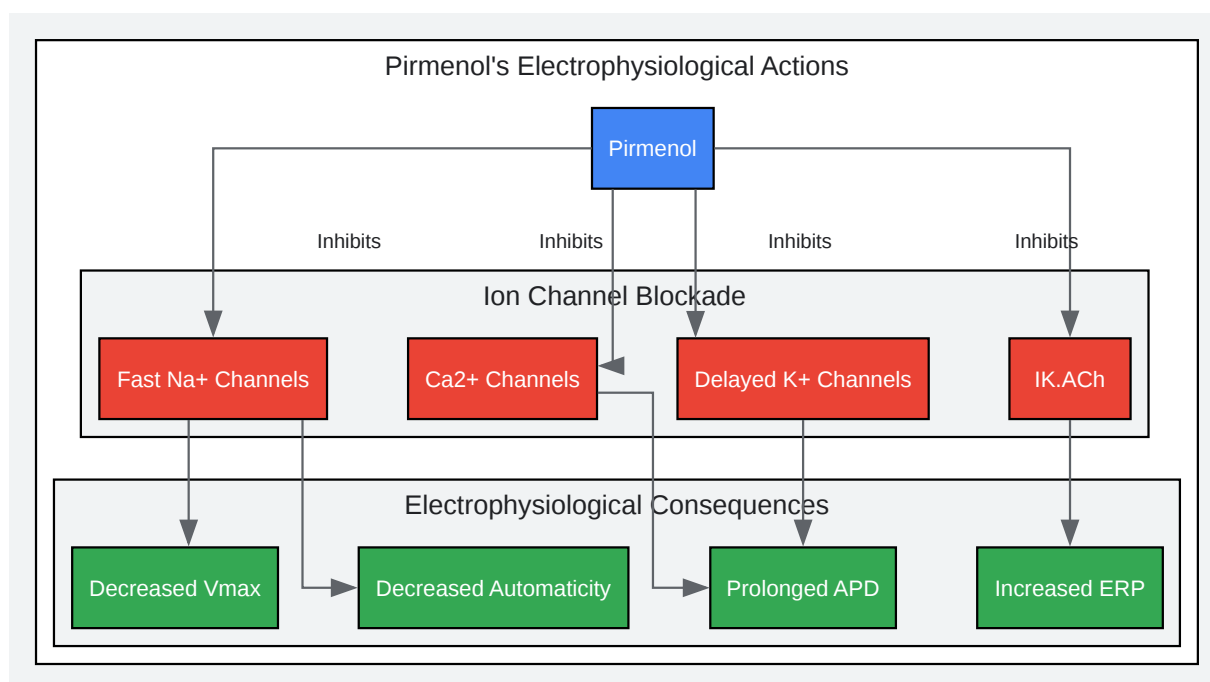 Pirmenol's Electrophysiological Actions
Pirmenol
Inhibits
Inhibits
Inhibits
Inhibits
Ion Channel Blockade
Fast Na+ Channels
Ca2+ Channels
Delayed K+ Channels
IK.ACh
Electrophysiological Consequences
Decreased Vmax
Decreased Automaticity
Prolonged APD
Increased ERP